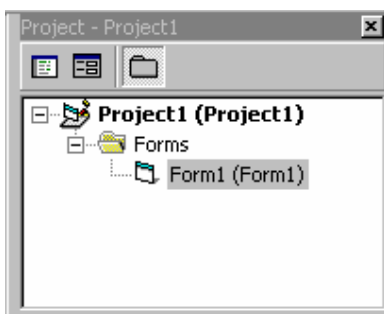 Project - Project1
Project1 (Project1)
Forms
Form1 (Form1)